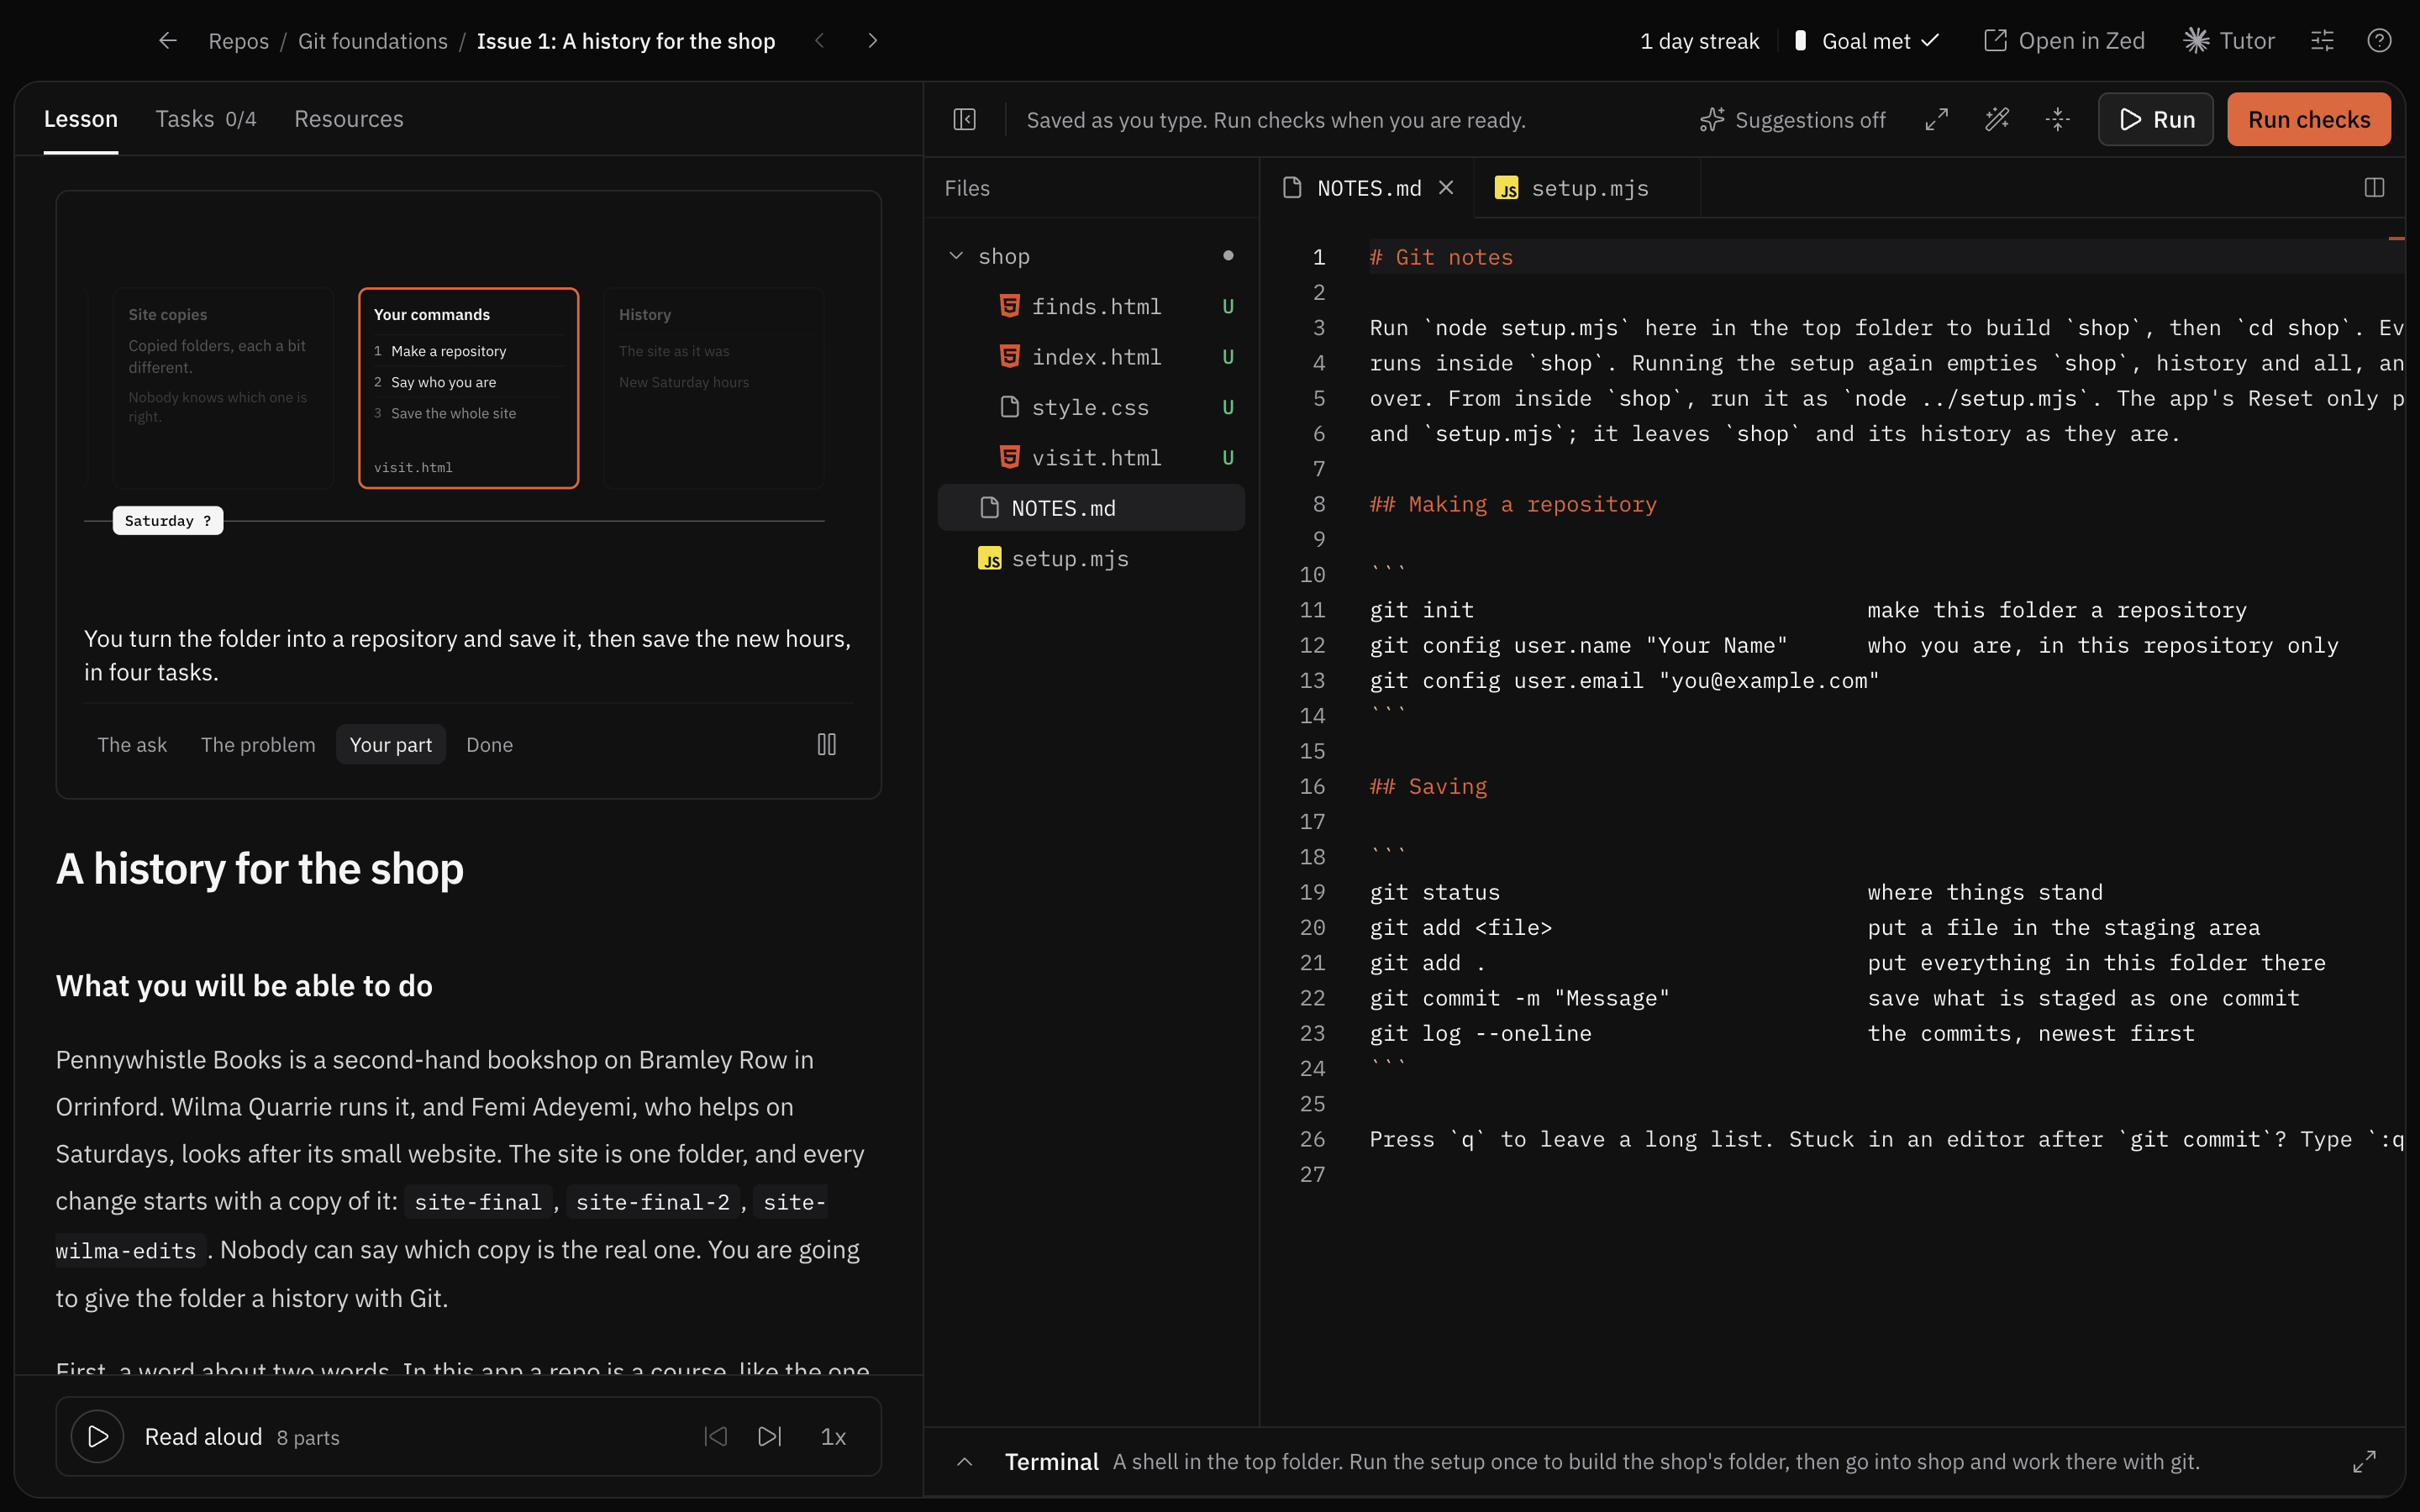 Repos / Git foundations / Issue 1: A history for the shop
1 day streak
Goal met
Open in Zed
Tutor
Lesson
Tasks 0/4
Resources
Site copies
Copied folders, each a bit
different.
Nobody knows which one is
right.
Your commands
1 Make a repository
2 Say who you are
3 Save the whole site
visit.html
History
The site as it was
New Saturday hours
Saturday ?
You turn the folder into a repository and save it, then save the new hours,
in four tasks.
The ask
The problem
Your part
Done
A history for the shop
What you will be able to do
Pennywhistle Books is a second-hand bookshop on Bramley Row in
Orrinford. Wilma Quarrie runs it, and Femi Adeyemi, who helps on
Saturdays, looks after its small website. The site is one folder, and every
change starts with a copy of it: site-final , site-final-2 , site-
wilma-edits . Nobody can say which copy is the real one. You are going
to give the folder a history with Git.
First, a word about two words. In this app a repo is a course, like the one
Read aloud 8 parts
1x
Saved as you type. Run checks when you are ready.
Suggestions off
Run
Run checks
Files
shop
finds.html U
index.html U
style.css U
visit.html U
NOTES.md
JS setup.mjs
NOTES.md
JS setup.mjs
1 # Git notes
2
3 Run `node setup.mjs` here in the top folder to build `shop`, then `cd shop`. Ev
4 runs inside `shop`. Running the setup again empties `shop`, history and all, an
5 over. From inside `shop`, run it as `node ../setup.mjs`. The app's Reset only p
6 and `setup.mjs`; it leaves `shop` and its history as they are.
7
8 ## Making a repository
9
10 ```
11 git init make this folder a repository
12 git config user.name "Your Name" who you are, in this repository only
13 git config user.email "you@example.com"
14 ```
15
16 ## Saving
17
18 ```
19 git status where things stand
20 git add <file> put a file in the staging area
21 git add . put everything in this folder there
22 git commit -m "Message" save what is staged as one commit
23 git log --oneline the commits, newest first
24 ```
25
26 Press `q` to leave a long list. Stuck in an editor after `git commit`? Type `:q
27
Terminal A shell in the top folder. Run the setup once to build the shop's folder, then go into shop and work there with git.